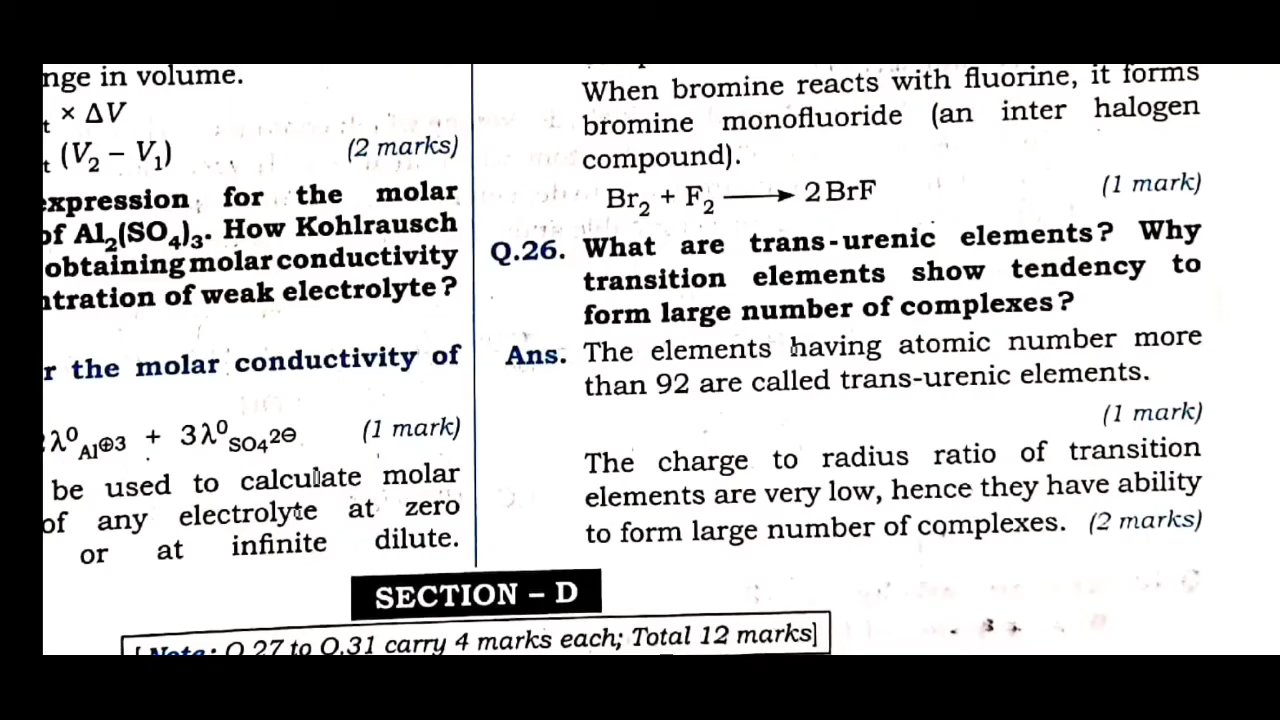 nge in volume.
t × ΔV
t (V2 – V1) (2 marks)
expression for the molar
of Al2(SO4)3. How Kohlrausch
obtaining molar conductivity
ntration of weak electrolyte ?
r the molar conductivity of
λ0Al⊕3 + 3λ0SO42⊖ (1 mark)
be used to calculate molar
of any electrolyte at zero
or at infinite dilute.
When bromine reacts with fluorine, it forms
bromine monofluoride (an inter halogen
compound).
Br2 + F2 ⟶ 2 BrF (1 mark)
Q.26. What are trans-urenic elements? Why
transition elements show tendency to
form large number of complexes ?
Ans. The elements having atomic number more
than 92 are called trans-urenic elements.
(1 mark)
The charge to radius ratio of transition
elements are very low, hence they have ability
to form large number of complexes. (2 marks)
SECTION – D
[ Note : Q.27 to Q.31 carry 4 marks each; Total 12 marks]